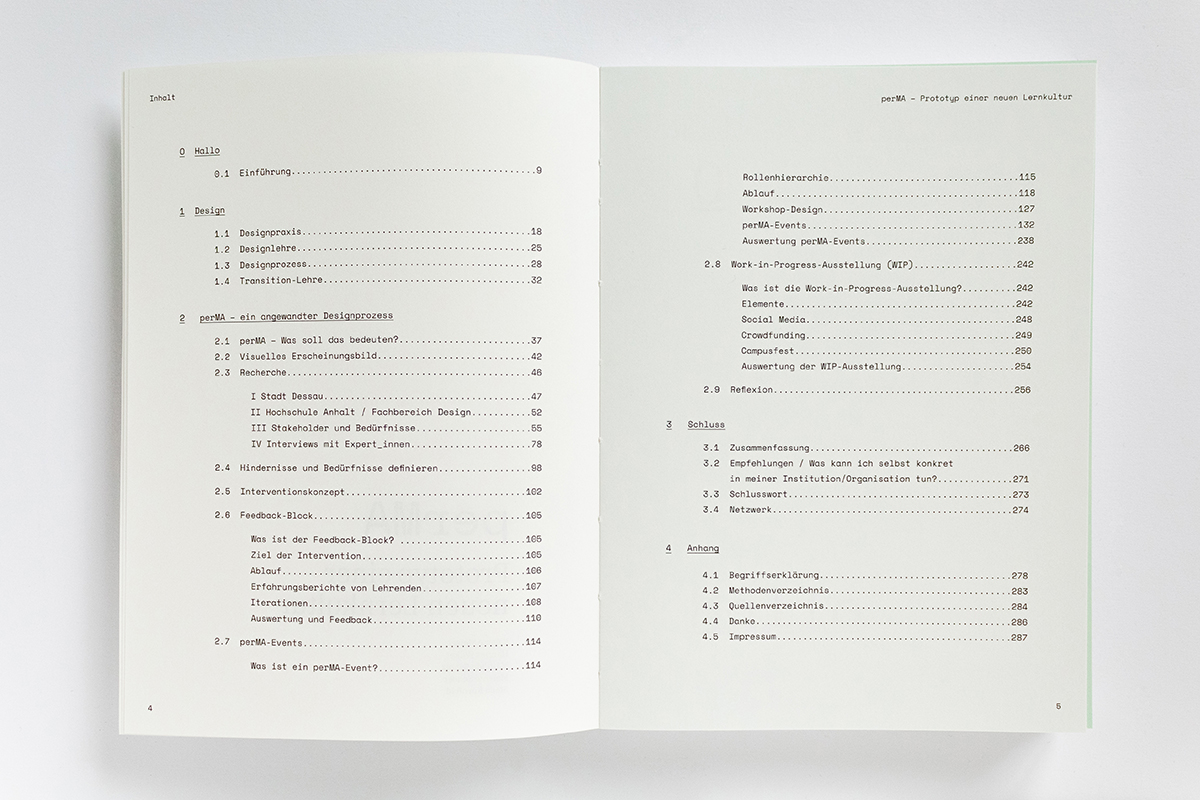 Inhalt
0 Hallo
0.1 Einführung.......................................9
1 Design
1.1 Designpraxis.....................................18
1.2 Designlehre......................................25
1.3 Designprozess....................................28
1.4 Transition-Lehre.................................32
2 perMA – ein angewandter Designprozess
2.1 perMA – Was soll das bedeuten?...................37
2.2 Visuelles Erscheinungsbild.......................42
2.3 Recherche........................................46
I Stadt Dessau.......................................47
II Hochschule Anhalt / Fachbereich Design............52
III Stakeholder und Bedürfnisse......................55
IV Interviews mit Expert_innen.......................78
2.4 Hindernisse und Bedürfnisse definieren...........98
2.5 Interventionskonzept.............................102
2.6 Feedback-Block...................................105
Was ist der Feedback-Block? .........................105
Ziel der Intervention................................105
Ablauf...............................................106
Erfahrungsberichte von Lehrenden.....................107
Iterationen..........................................108
Auswertung und Feedback..............................110
2.7 perMA-Events.....................................114
Was ist ein perMA-Event?.............................114
4
perMA – Prototyp einer neuen Lernkultur
Rollenhierarchie.....................................115
Ablauf...............................................118
Workshop-Design......................................127
perMA-Events.........................................132
Auswertung perMA-Events..............................238
2.8 Work-in-Progress-Ausstellung (WIP)...............242
Was ist die Work-in-Progress-Ausstellung?............242
Elemente.............................................242
Social Media.........................................248
Crowdfunding.........................................249
Campusfest...........................................250
Auswertung der WIP-Ausstellung.......................254
2.9 Reflexion........................................256
3 Schluss
3.1 Zusammenfassung..................................266
3.2 Empfehlungen / Was kann ich selbst konkret
in meiner Institution/Organisation tun?..............271
3.3 Schlusswort......................................273
3.4 Netzwerk.........................................274
4 Anhang
4.1 Begriffserklärung................................278
4.2 Methodenverzeichnis..............................283
4.3 Quellenverzeichnis...............................284
4.4 Danke............................................286
4.5 Impressum........................................287
5